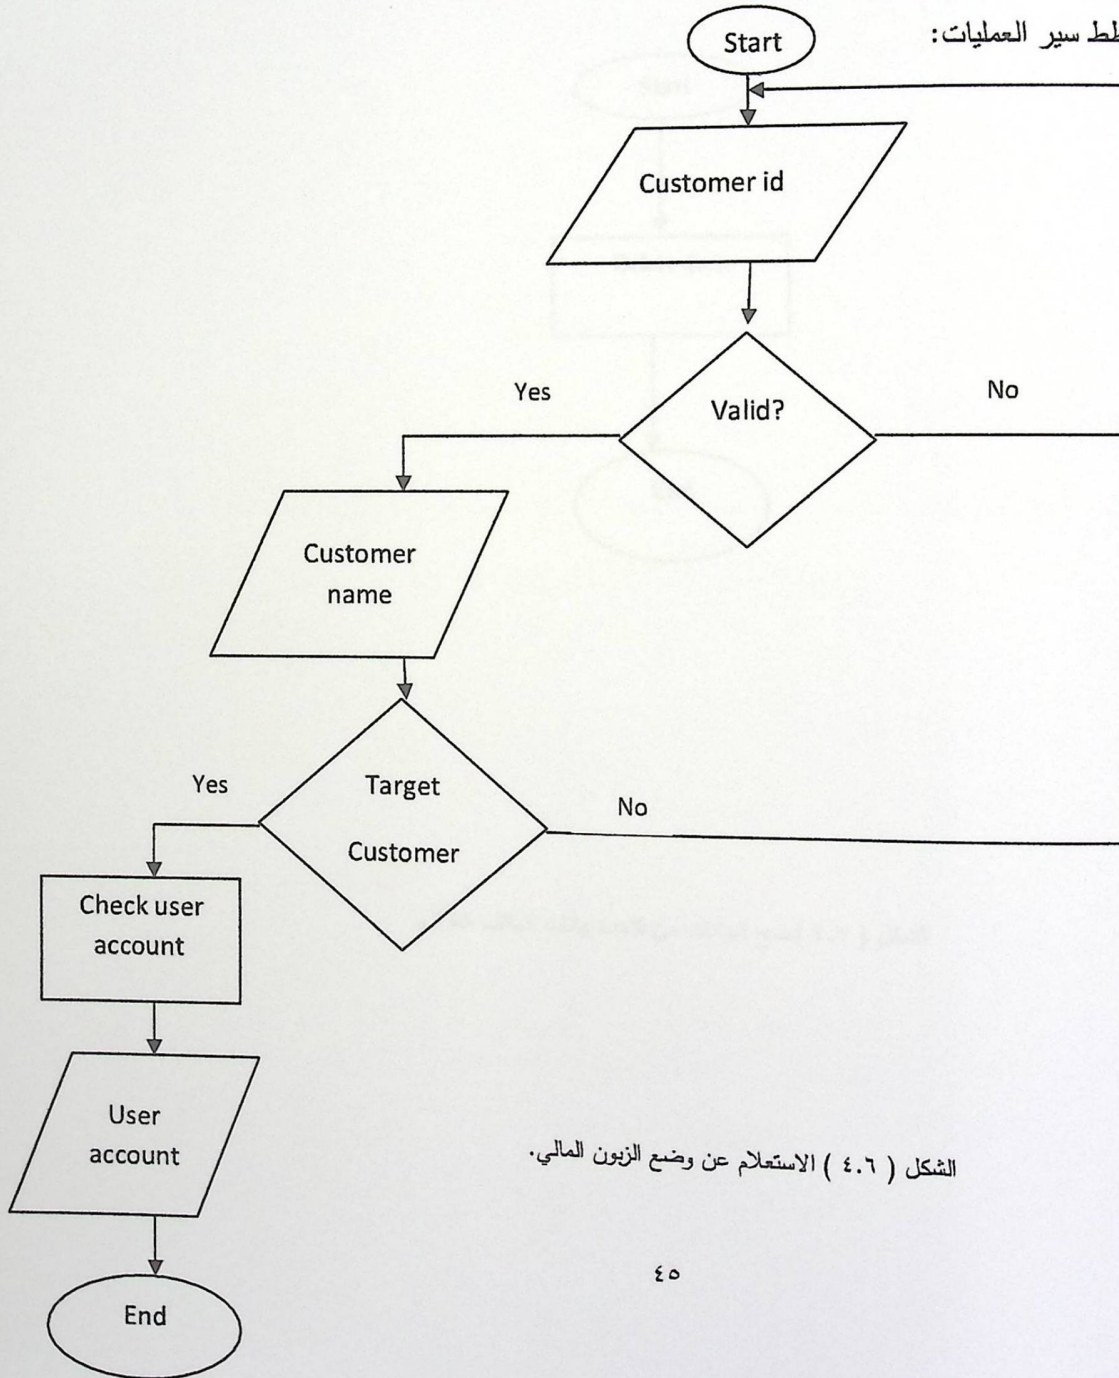 سير العمليات:
Start
Customer id
Valid?
Yes
No
Customer
name
Target
Customer
Yes
No
Check user
account
User
account
End
الشكل ( ٤.٦ ) الاستعلام عن وضع الزبون المالي.
٤٥